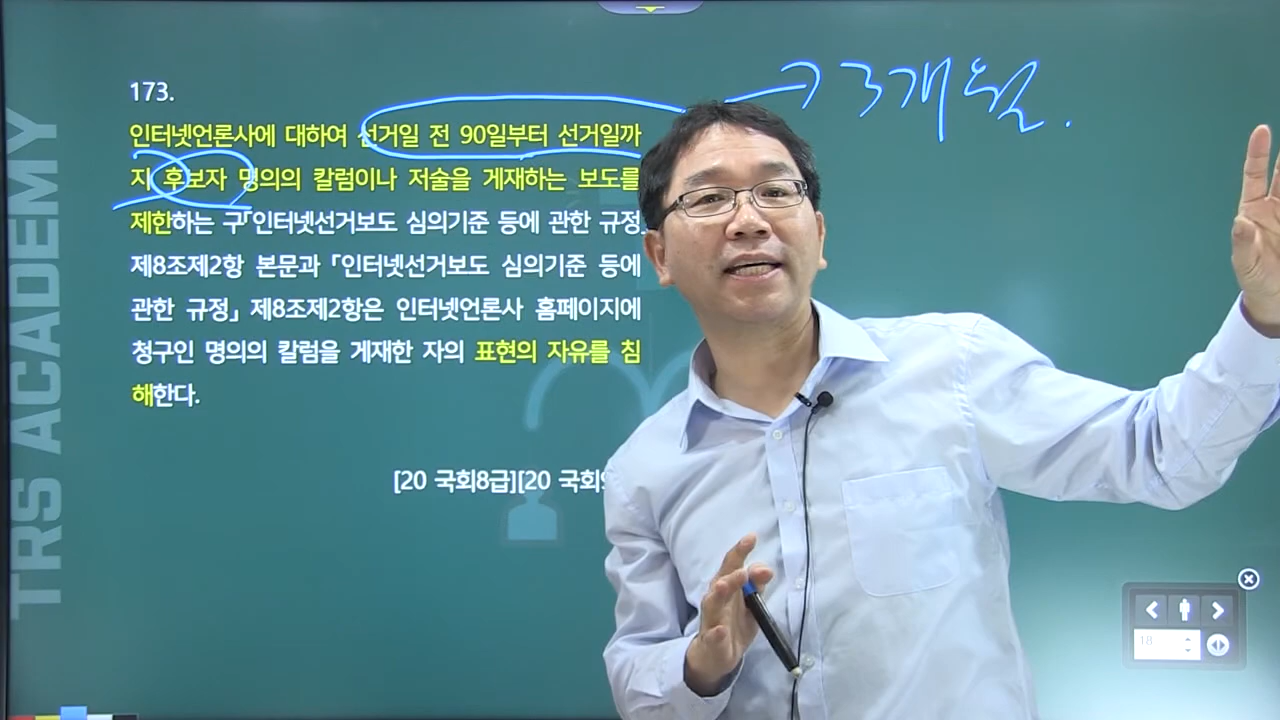 173.
인터넷언론사에 대하여 선거일 전 90일부터 선거일까
지 후보자 명의의 칼럼이나 저술을 게재하는 보도를
제한하는 구「인터넷선거보도 심의기준 등에 관한 규정」
제8조제2항 본문과 「인터넷선거보도 심의기준 등에
관한 규정」 제8조제2항은 인터넷언론사 홈페이지에
청구인 명의의 칼럼을 게재한 자의 표현의 자유를 침
해한다.
[20 국회8급][20 국회
→ 3개월.
TRS ACADEMY
18